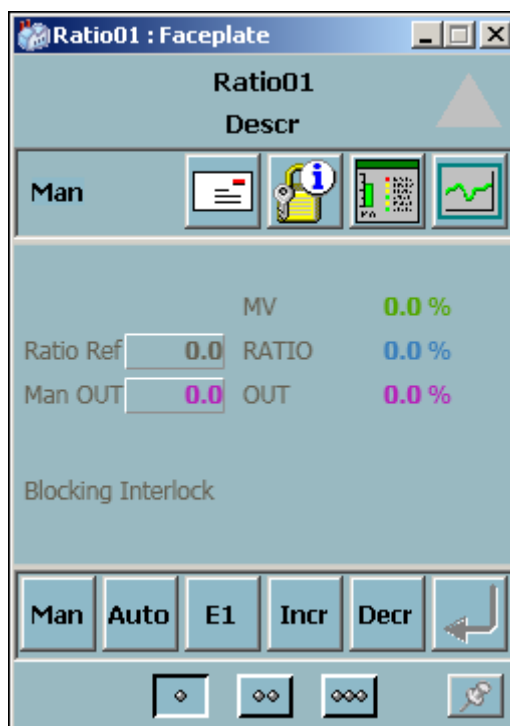 Ratio01 : Faceplate
Ratio01
Descr
Man
MV 0.0 %
Ratio Ref 0.0 RATIO 0.0 %
Man OUT 0.0 OUT 0.0 %
Blocking Interlock
Man Auto E1 Incr Decr